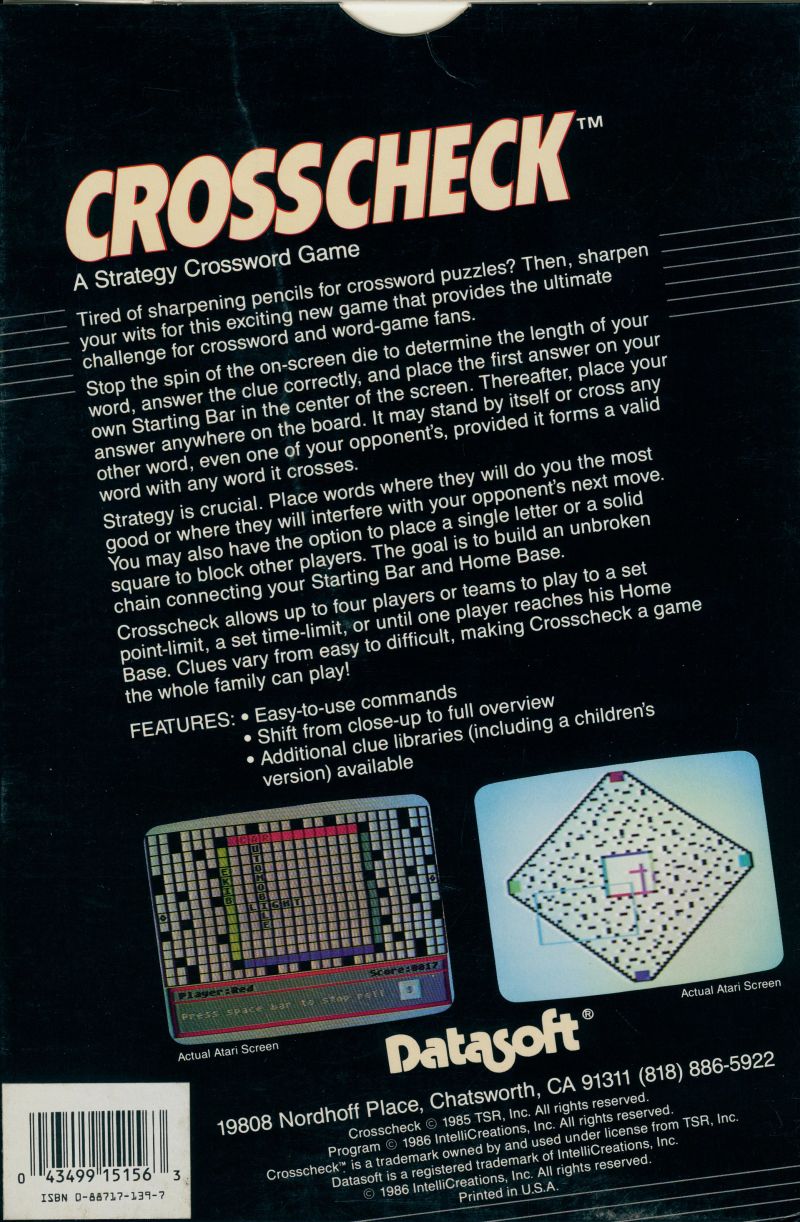 CROSSCHECK™
A Strategy Crossword Game
Tired of sharpening pencils for crossword puzzles? Then, sharpen
your wits for this exciting new game that provides the ultimate
challenge for crossword and word-game fans.
Stop the spin of the on-screen die to determine the length of your
word, answer the clue correctly, and place the first answer on your
own Starting Bar in the center of the screen. Thereafter, place your
answer anywhere on the board. It may stand by itself or cross any
other word, even one of your opponent's, provided it forms a valid
word with any word it crosses.
Strategy is crucial. Place words where they will do you the most
good or where they will interfere with your opponent's next move.
You may also have the option to place a single letter or a solid
square to block other players. The goal is to build an unbroken
chain connecting your Starting Bar and Home Base.
Crosscheck allows up to four players or teams to play to a set
point-limit, a set time-limit, or until one player reaches his Home
Base. Clues vary from easy to difficult, making Crosscheck a game
the whole family can play!
FEATURES: • Easy-to-use commands
• Shift from close-up to full overview
• Additional clue libraries (including a children's
version) available
CAR
AUTOMOBILE
LIGHT
Player:Red Score:0017
Press space bar to stop roll
Actual Atari Screen
Actual Atari Screen
Datasoft®
19808 Nordhoff Place, Chatsworth, CA 91311 (818) 886-5922
Crosscheck © 1985 TSR, Inc. All rights reserved.
Program © 1986 IntelliCreations, Inc. All rights reserved.
Crosscheck™ is a trademark owned by and used under license from TSR, Inc.
Datasoft is a registered trademark of IntelliCreations, Inc.
© 1986 IntelliCreations, Inc. All rights reserved.
Printed in U.S.A.
0 43499 15156 3
ISBN 0-88717-139-7